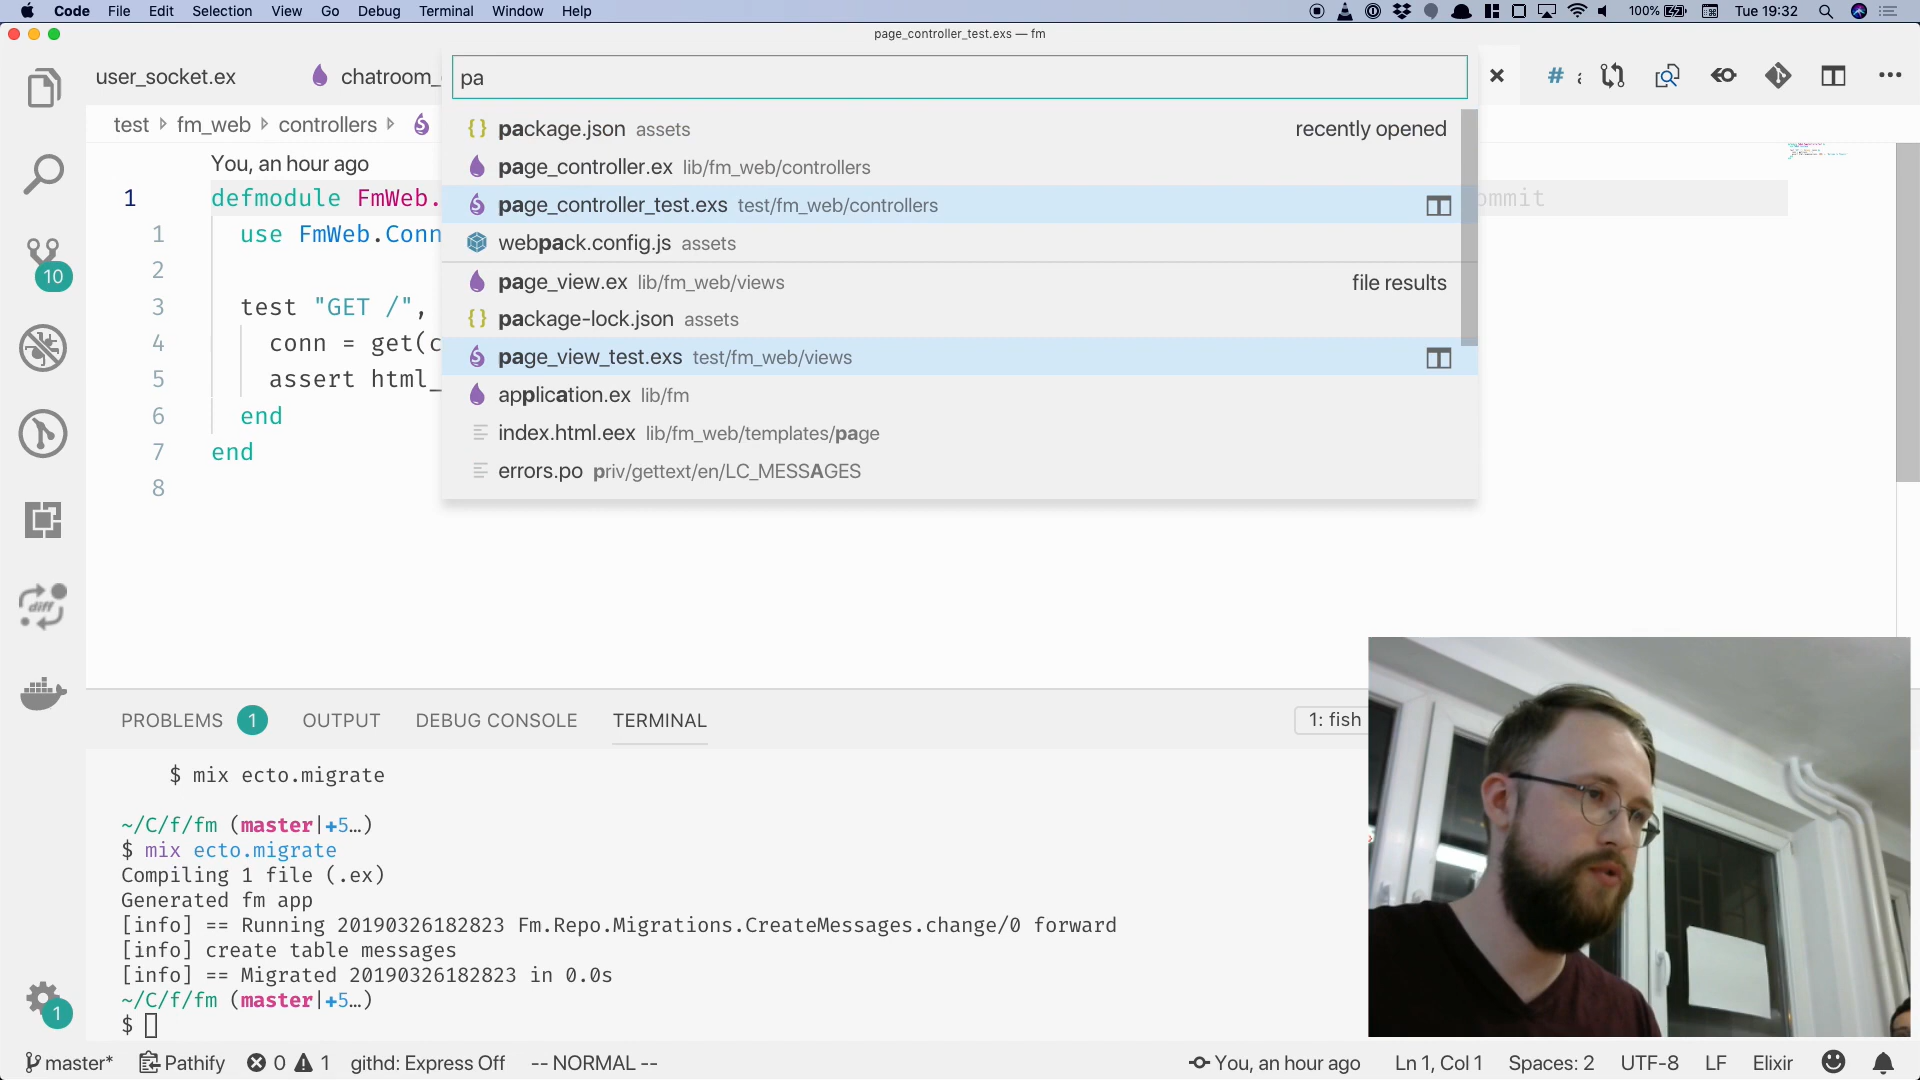 Code File Edit Selection View Go Debug Terminal Window Help 100% Tue 19:32
page_controller_test.exs — fm
user_socket.ex chatroom_ pa #
test fm_web controllers
package.json assets recently opened
page_controller.ex lib/fm_web/controllers
page_controller_test.exs test/fm_web/controllers
webpack.config.js assets
page_view.ex lib/fm_web/views file results
package-lock.json assets
page_view_test.exs test/fm_web/views
application.ex lib/fm
index.html.eex lib/fm_web/templates/page
errors.po priv/gettext/en/LC_MESSAGES
You, an hour ago
1 defmodule FmWeb. ommit
1 use FmWeb.Conn
2
3 test "GET /",
4 conn = get(c
5 assert html_
6 end
7 end
8
10
diff
1
PROBLEMS 1 OUTPUT DEBUG CONSOLE TERMINAL 1: fish
$ mix ecto.migrate
~/C/f/fm (master|+5…)
$ mix ecto.migrate
Compiling 1 file (.ex)
Generated fm app
[info] == Running 20190326182823 Fm.Repo.Migrations.CreateMessages.change/0 forward
[info] create table messages
[info] == Migrated 20190326182823 in 0.0s
~/C/f/fm (master|+5…)
$
master* Pathify 0 1 githd: Express Off -- NORMAL -- You, an hour ago Ln 1, Col 1 Spaces: 2 UTF-8 LF Elixir